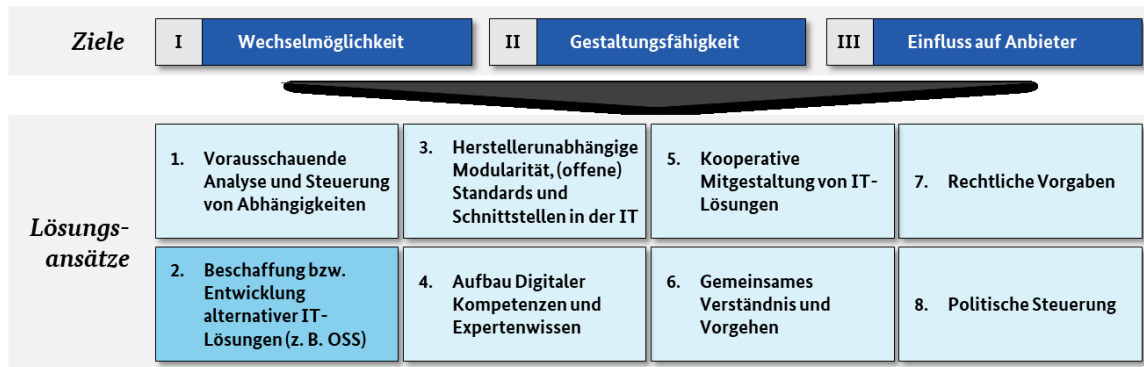 Ziele
I Wechselmöglichkeit
II Gestaltungsfähigkeit
III Einfluss auf Anbieter
Lösungs-
ansätze
1. Vorausschauende
Analyse und Steuerung
von Abhängigkeiten
2. Beschaffung bzw.
Entwicklung
alternativer IT-
Lösungen (z. B. OSS)
3. Herstellerunabhängige
Modularität, (offene)
Standards und
Schnittstellen in der IT
4. Aufbau Digitaler
Kompetenzen und
Expertenwissen
5. Kooperative
Mitgestaltung von IT-
Lösungen
6. Gemeinsames
Verständnis und
Vorgehen
7. Rechtliche Vorgaben
8. Politische Steuerung